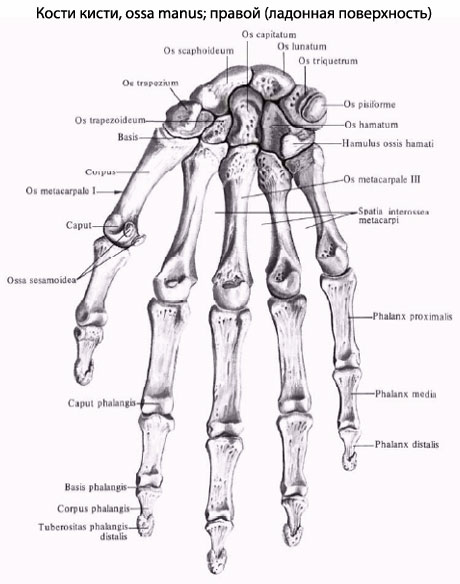 Кости кисти, ossa manus; правой (ладонная поверхность)
Os capitatum
Os scaphoideum
Os lunatum
Os triquetrum
Os trapezium
Os pisiforme
Os trapezoideum
Os hamatum
Basis
Hamulus ossis hamati
Corpus
Os metacarpale III
Os metacarpale I
Spatia interossea
metacarpi
Caput
Ossa sesamoidea
Phalanx proximalis
Phalanx media
Caput phalangis
Phalanx distalis
Basis phalangis
Corpus phalangis
Tuberositas phalangis
distalis